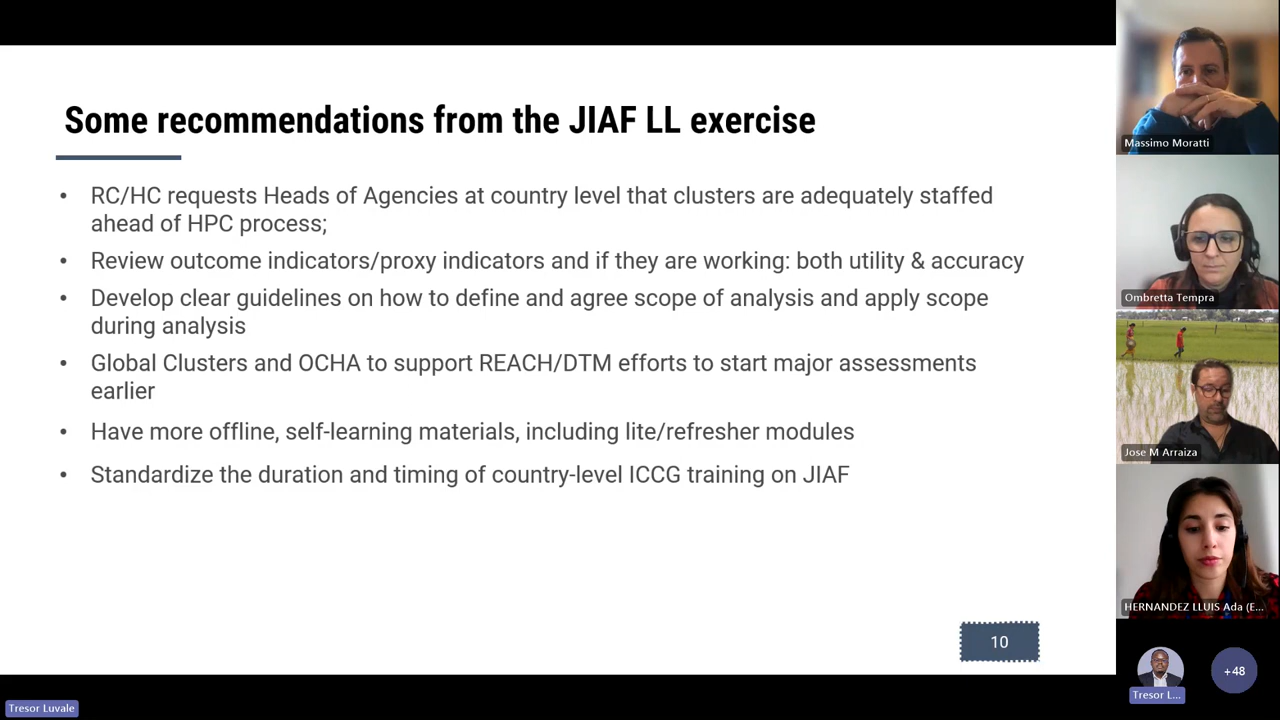 Some recommendations from the JIAF LL exercise
• RC/HC requests Heads of Agencies at country level that clusters are adequately staffed
ahead of HPC process;
• Review outcome indicators/proxy indicators and if they are working: both utility & accuracy
• Develop clear guidelines on how to define and agree scope of analysis and apply scope
during analysis
• Global Clusters and OCHA to support REACH/DTM efforts to start major assessments
earlier
• Have more offline, self-learning materials, including lite/refresher modules
• Standardize the duration and timing of country-level ICCG training on JIAF
10
Massimo Moratti
Ombretta Tempra
Jose M Arraiza
HERNANDEZ LLUIS Ada (E...
Tresor L...
+48
Tresor Luvale